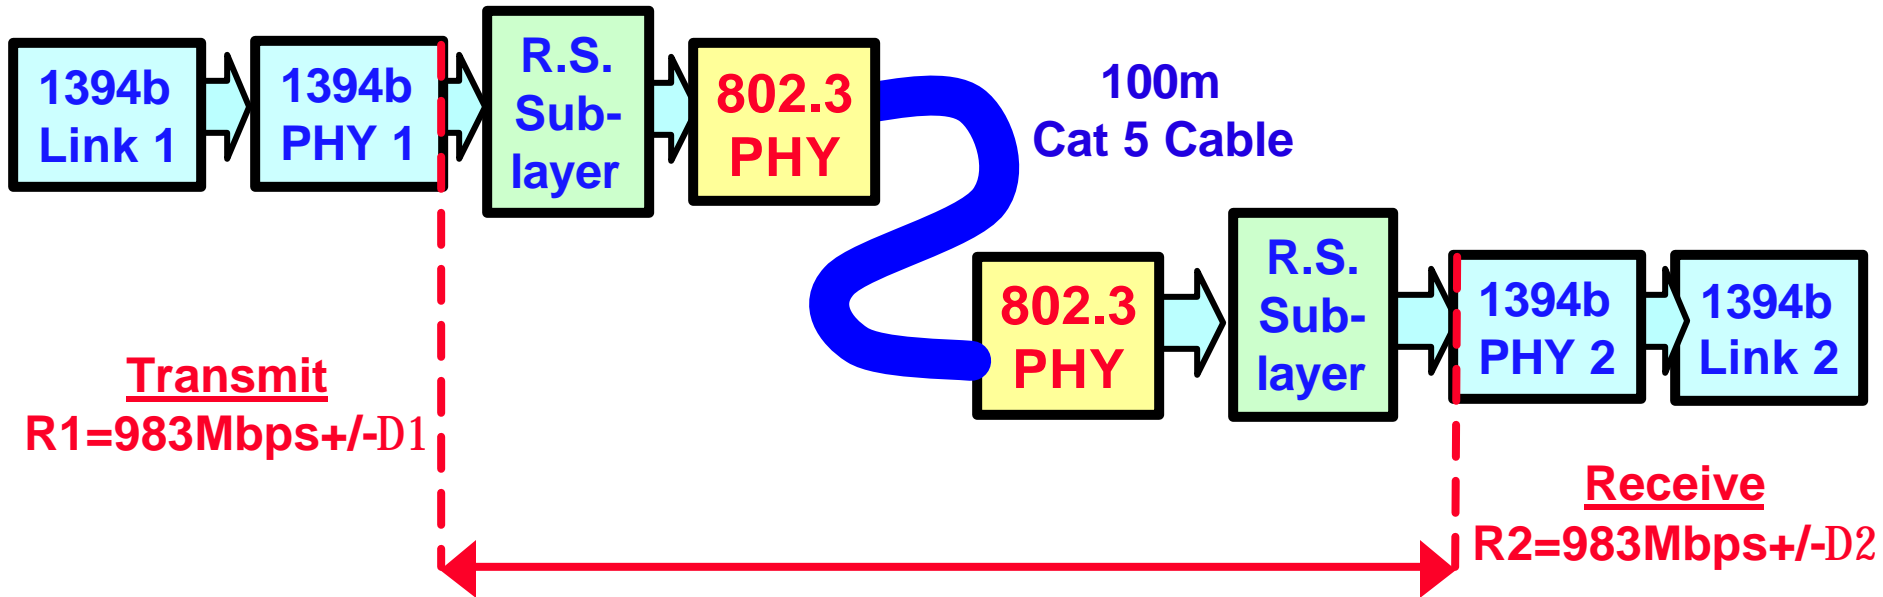 1394b
Link 1
1394b
PHY 1
R.S.
Sub-
layer
802.3
PHY
100m
Cat 5 Cable
802.3
PHY
R.S.
Sub-
layer
1394b
PHY 2
1394b
Link 2
Transmit
R1=983Mbps+/-D1
Receive
R2=983Mbps+/-D2